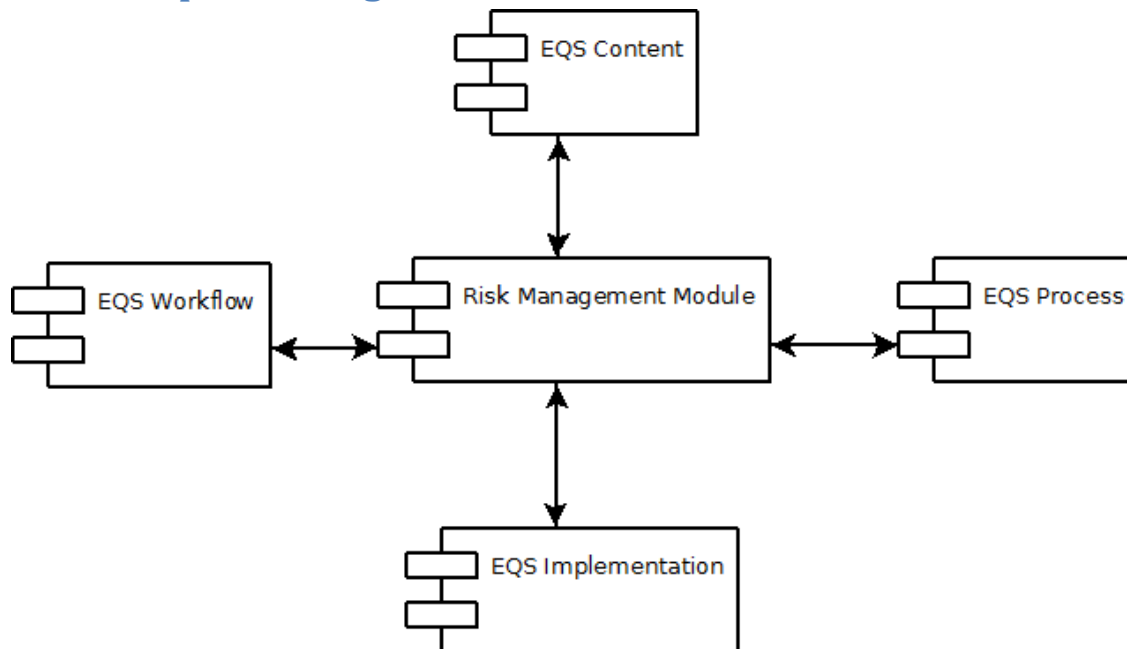 EQS Content
EQS Workflow
Risk Management Module
EQS Process
EQS Implementation